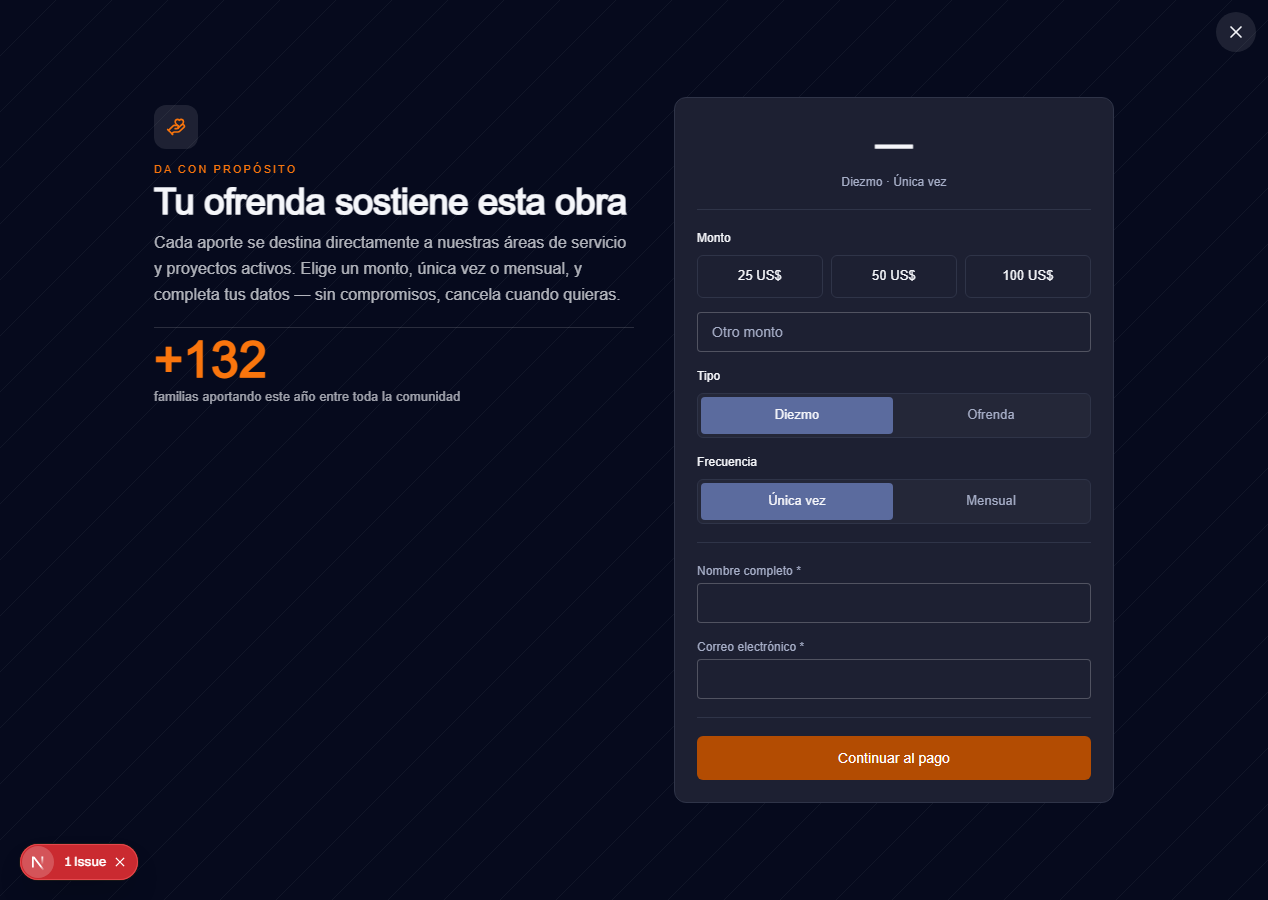 DA CON PROPÓSITO
Tu ofrenda sostiene esta obra
Cada aporte se destina directamente a nuestras áreas de servicio
y proyectos activos. Elige un monto, única vez o mensual, y
completa tus datos — sin compromisos, cancela cuando quieras.
+132
familias aportando este año entre toda la comunidad
—
Diezmo · Única vez
Monto
25 US$
50 US$
100 US$
Otro monto
Tipo
Diezmo
Ofrenda
Frecuencia
Única vez
Mensual
Nombre completo *
Correo electrónico *
Continuar al pago
N
1 Issue